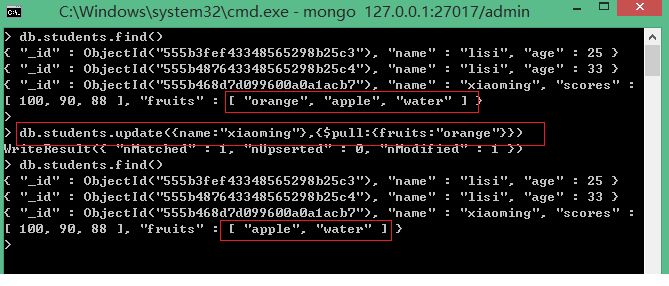 C:\Windows\system32\cmd.exe - mongo 127.0.0.1:27017/admin
> db.students.find()
{ "_id" : ObjectId("555b3fef43348565298b25c3"), "name" : "lisi", "age" : 25 }
{ "_id" : ObjectId("555b487643348565298b25c4"), "name" : "lisi", "age" : 33 }
{ "_id" : ObjectId("555b468d7d099600a0a1acb7"), "name" : "xiaoming", "scores" :
[ 100, 90, 88 ], "fruits" : [ "orange", "apple", "water" ] }
>
> db.students.update({name:"xiaoming"},{$pull:{fruits:"orange"}})
WriteResult({ "nMatched" : 1, "nUpserted" : 0, "nModified" : 1 })
> db.students.find()
{ "_id" : ObjectId("555b3fef43348565298b25c3"), "name" : "lisi", "age" : 25 }
{ "_id" : ObjectId("555b487643348565298b25c4"), "name" : "lisi", "age" : 33 }
{ "_id" : ObjectId("555b468d7d099600a0a1acb7"), "name" : "xiaoming", "scores" :
[ 100, 90, 88 ], "fruits" : [ "apple", "water" ] }
>